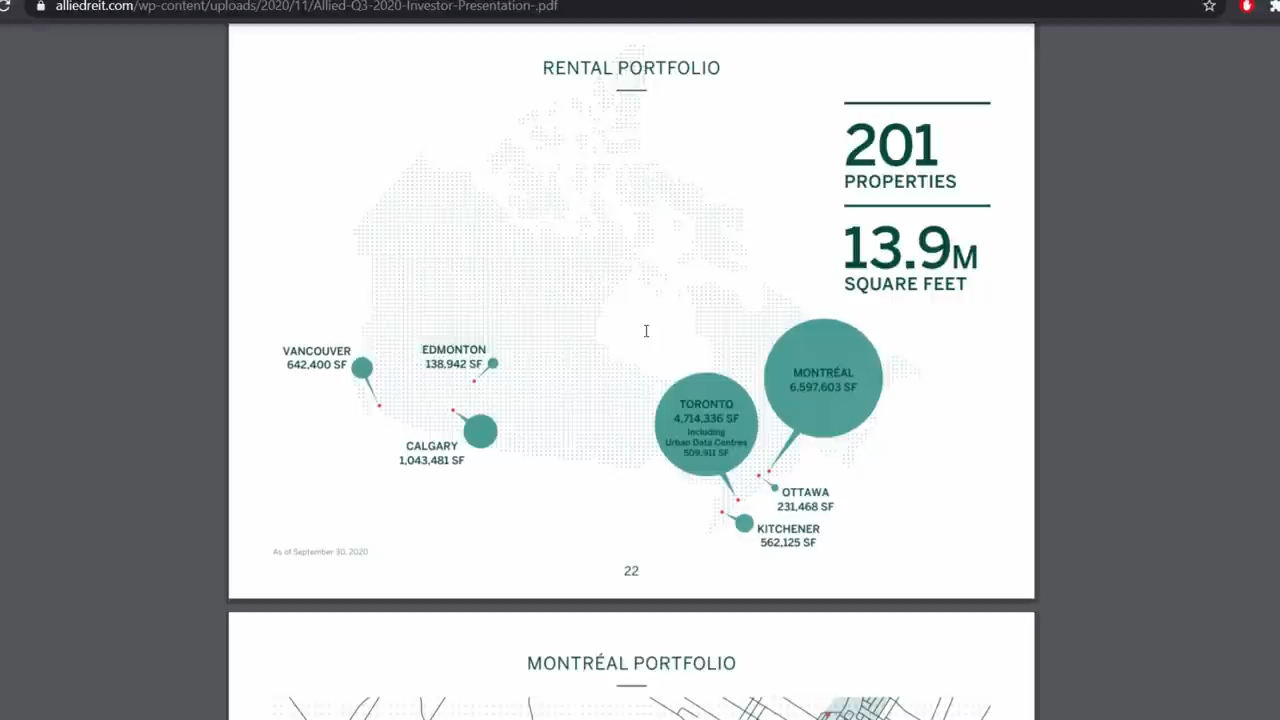 alliedreit.com/wp-content/uploads/2020/11/Allied-Q3-2020-Investor-Presentation-.pdf
RENTAL PORTFOLIO
201
PROPERTIES
13.9M
SQUARE FEET
VANCOUVER
642,400 SF
EDMONTON
138,942 SF
CALGARY
1,043,481 SF
TORONTO
4,714,336 SF
Including
Urban Data Centres
509,911 SF
MONTRÉAL
6,597,603 SF
OTTAWA
231,468 SF
KITCHENER
562,125 SF
As of September 30, 2020
22
MONTRÉAL PORTFOLIO